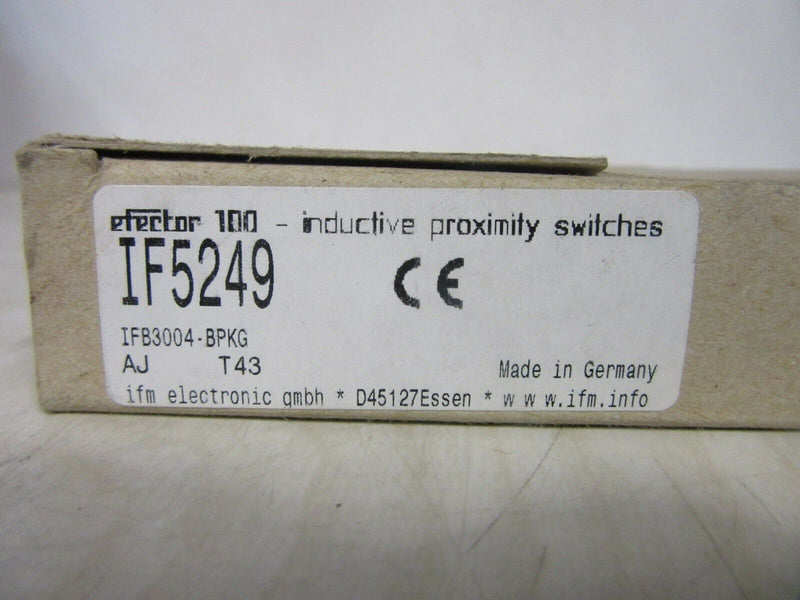 efector 100 - inductive proximity switches
IF5249
CE
IFB3004-BPKG
AJ T43
Made in Germany
ifm electronic gmbh * D45127Essen * w w w.ifm.info